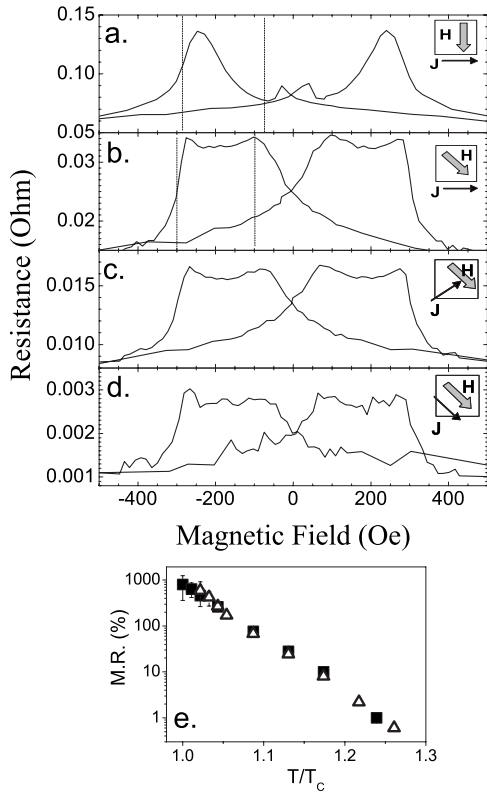 a.
H
J
0.15
0.10
0.05
b.
H
J
0.03
0.02
c.
H
J
0.015
0.010
d.
H
J
0.003
0.002
0.001
Resistance (Ohm)
-400 -200 0 200 400
Magnetic Field (Oe)
1000
100
10
1
M.R. (%)
e.
1.0 1.1 1.2 1.3
T/TC